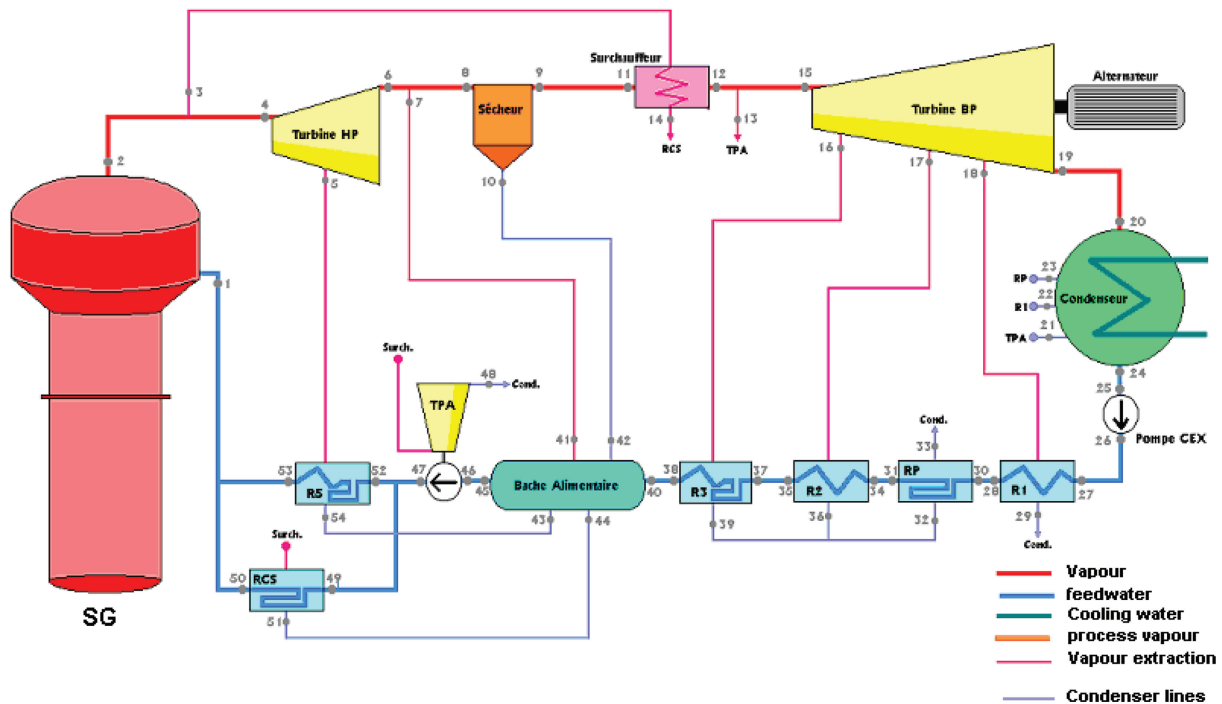 Surchauffeur
3
4
6
8
9
11
12
15
Alternateur
7
Sécheur
Turbine HP
Turbine BP
14
13
RCS
TPA
16
17
18
19
2
5
10
20
1
RP
23
R1
22
Condenseur
TPA
21
24
25
Surch.
48
Cond.
TPA
41
42
Cond.
33
26
Pompe CEX
53
52
47
46
45
Bache Alimentaire
40
38
37
35
34
31
RP
30
28
27
R5
R3
R2
R1
54
43
44
39
36
32
29
Cond.
Surch.
50
RCS
49
51
SG
Vapour
feedwater
Cooling water
process vapour
Vapour extraction
Condenser lines